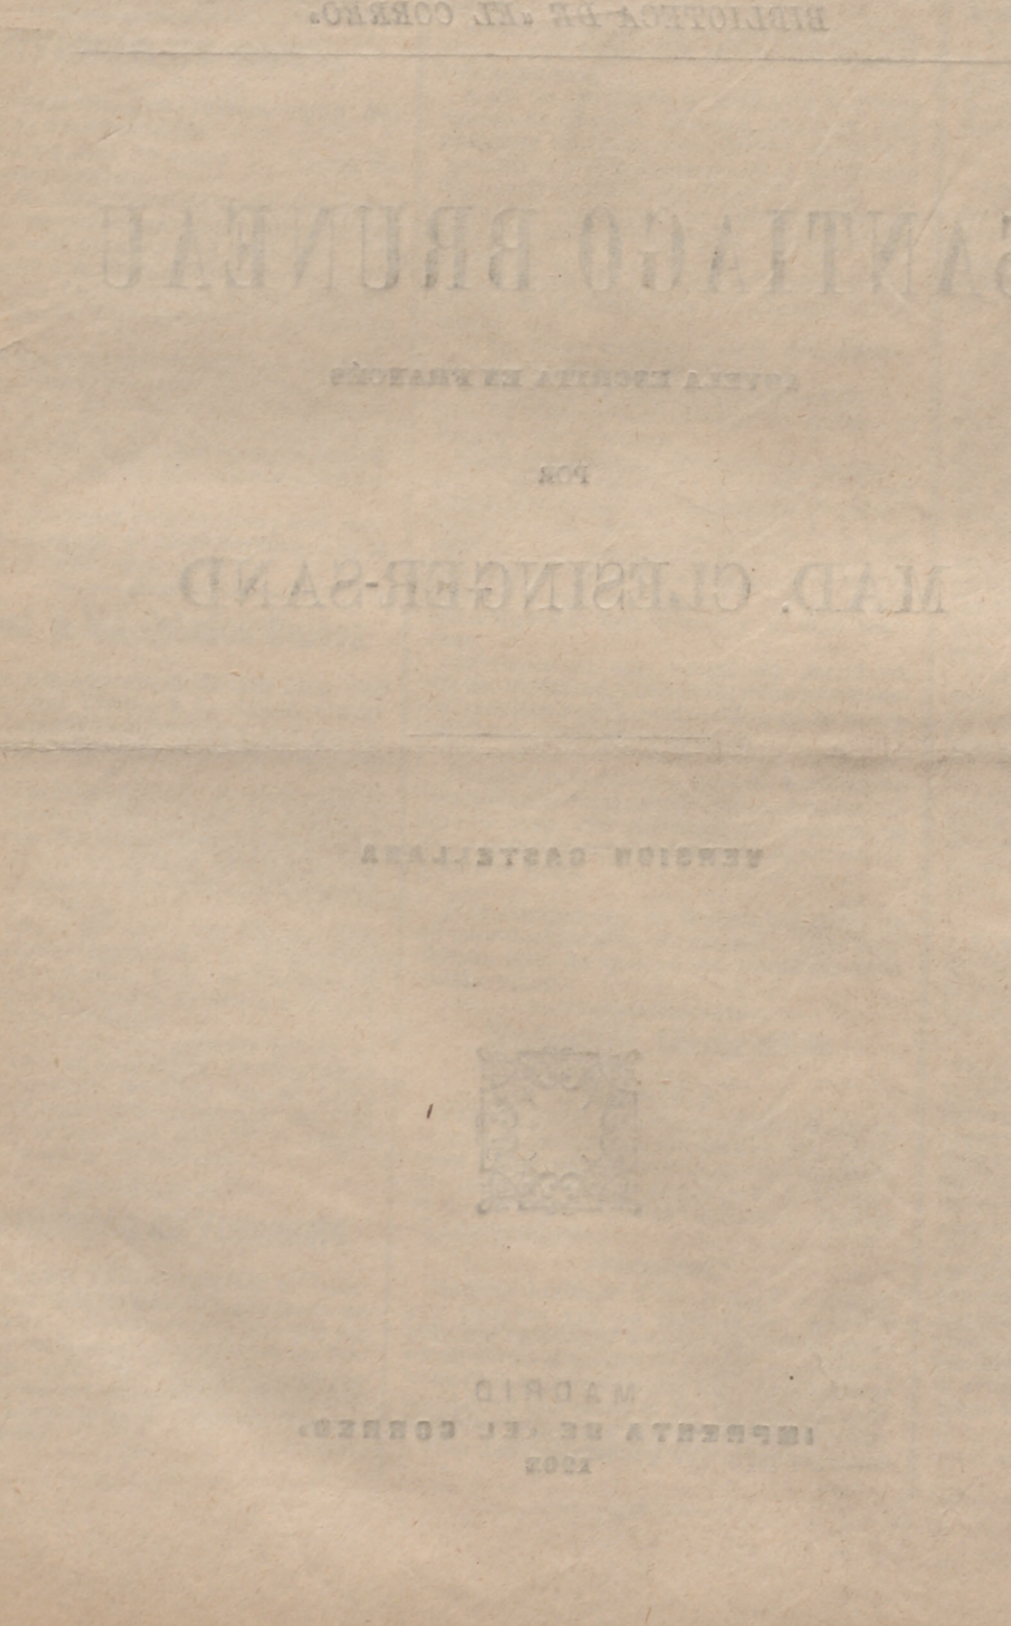 BIBLIOTECA DE «EL CORREO»
SANTIAGO BRUNEAU
NOVELA ESCRITA EN FRANCÉS
POR
MAD. CLESINGER-SAND
VERSION CASTELLANA
MADRID
IMPRENTA DE «EL CORREO»